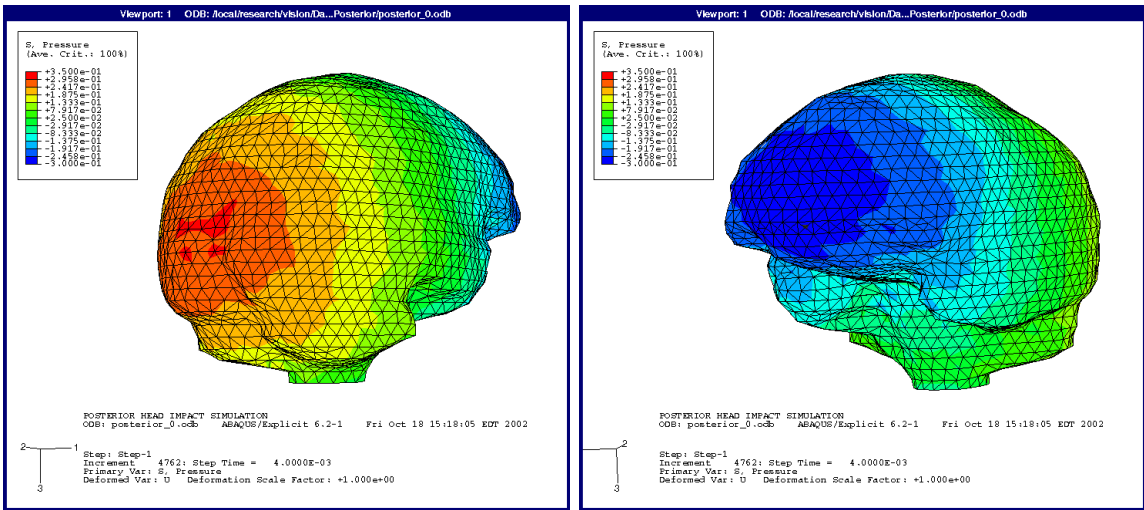 Viewport: 1 ODB: /local/research/vision/Da...Posterior/posterior_0.odb
S, Pressure
(Ave. Crit.: 100%)
+3.500e-01
+2.958e-01
+2.417e-01
+1.875e-01
+1.333e-01
+7.917e-02
+2.500e-02
-2.917e-02
-8.333e-02
-1.375e-01
-1.917e-01
-2.458e-01
-3.000e-01
POSTERIOR HEAD IMPACT SIMULATION
ODB: posterior_0.odb ABAQUS/Explicit 6.2-1 Fri Oct 18 15:18:05 EDT 2002
2
1
3
Step: Step-1
Increment 4762: Step Time = 4.0000E-03
Primary Var: S, Pressure
Deformed Var: U Deformation Scale Factor: +1.000e+00
Viewport: 1 ODB: /local/research/vision/Da...Posterior/posterior_0.odb
S, Pressure
(Ave. Crit.: 100%)
+3.500e-01
+2.958e-01
+2.417e-01
+1.875e-01
+1.333e-01
+7.917e-02
+2.500e-02
-2.917e-02
-8.333e-02
-1.375e-01
-1.917e-01
-2.458e-01
-3.000e-01
POSTERIOR HEAD IMPACT SIMULATION
ODB: posterior_0.odb ABAQUS/Explicit 6.2-1 Fri Oct 18 15:18:05 EDT 2002
2
3
Step: Step-1
Increment 4762: Step Time = 4.0000E-03
Primary Var: S, Pressure
Deformed Var: U Deformation Scale Factor: +1.000e+00